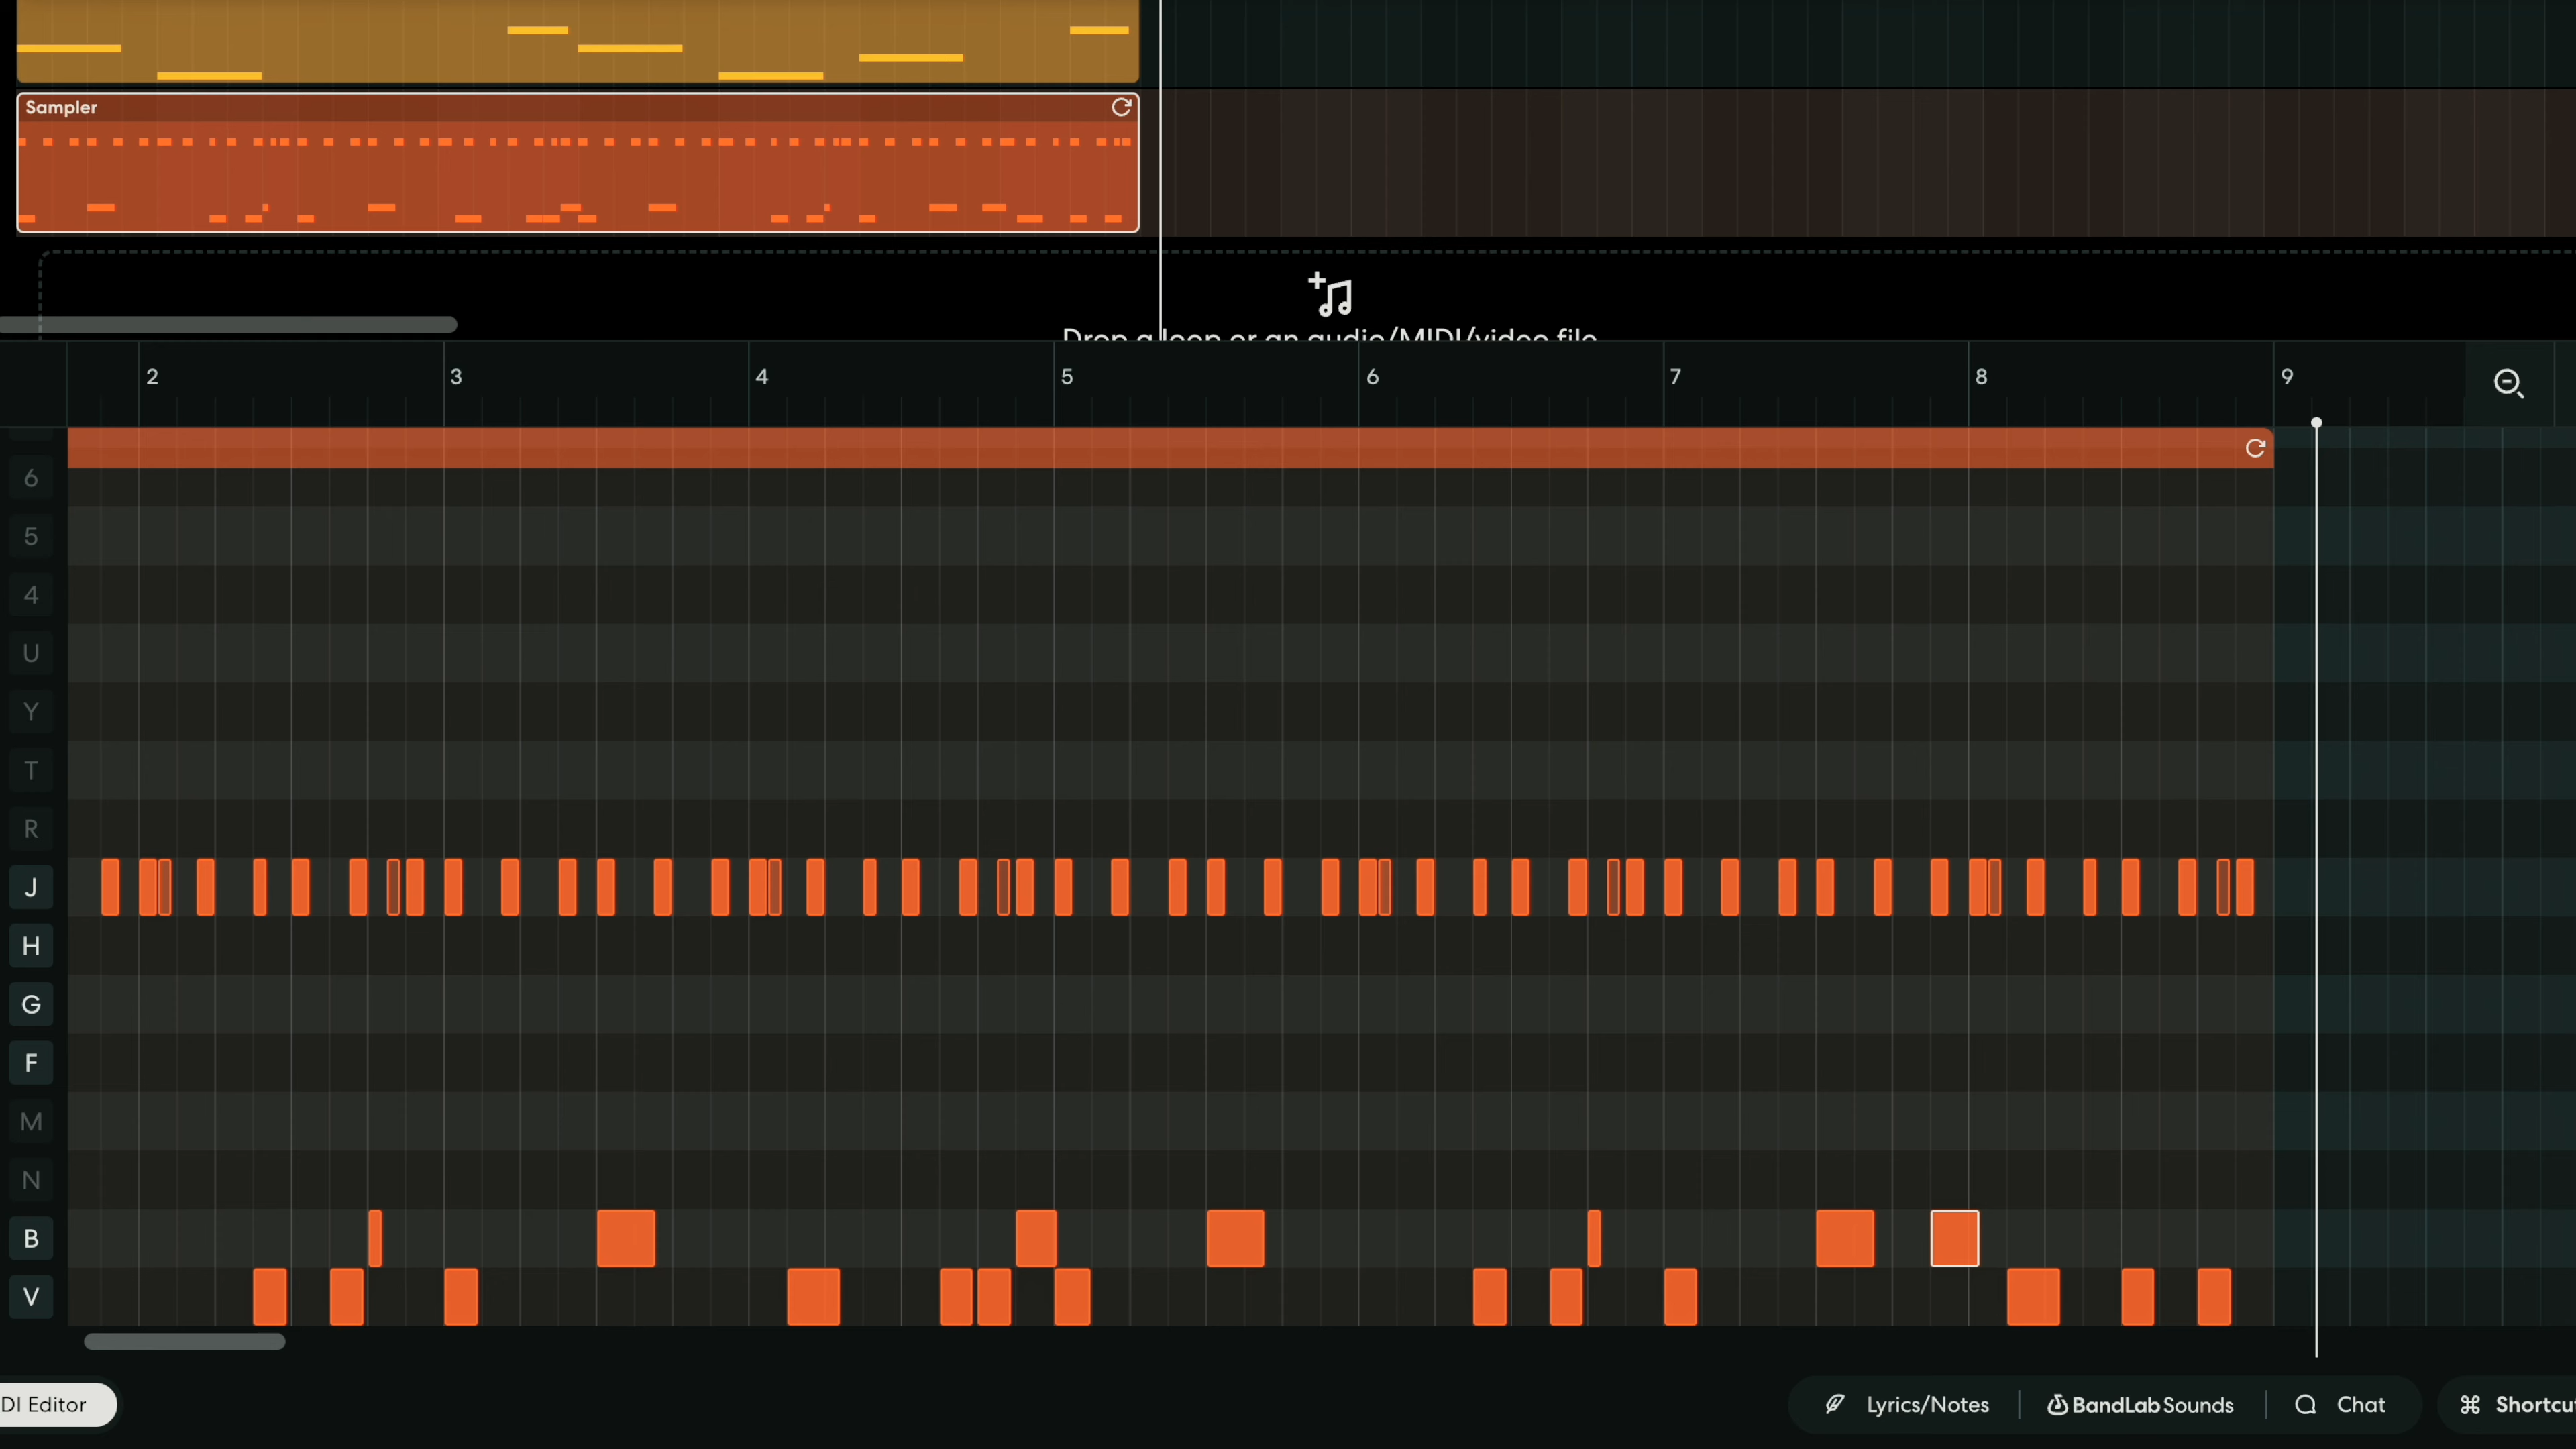 Sampler
Drop a loop or an audio/MIDI/video file
2 3 4 5 6 7 8 9
6
5
4
U
Y
T
R
J
H
G
F
M
N
B
V
DI Editor
Lyrics/Notes
BandLab Sounds
Chat
⌘ Shortcu